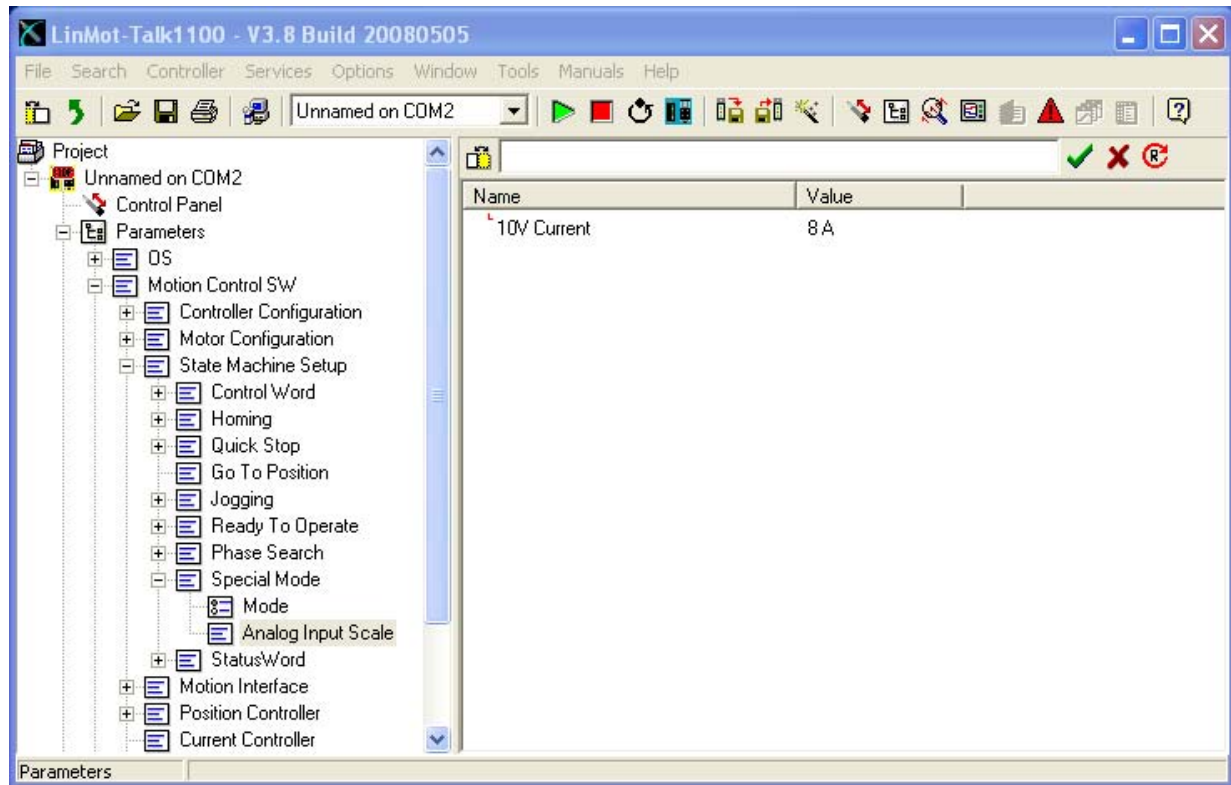 LinMot-Talk1100 - V3.8 Build 20080505
File Search Controller Services Options Window Tools Manuals Help
Unnamed on COM2
Project
Unnamed on COM2
Control Panel
Parameters
OS
Motion Control SW
Controller Configuration
Motor Configuration
State Machine Setup
Control Word
Homing
Quick Stop
Go To Position
Jogging
Ready To Operate
Phase Search
Special Mode
Mode
Analog Input Scale
StatusWord
Motion Interface
Position Controller
Current Controller
Name Value
L 10V Current 8 A
Parameters